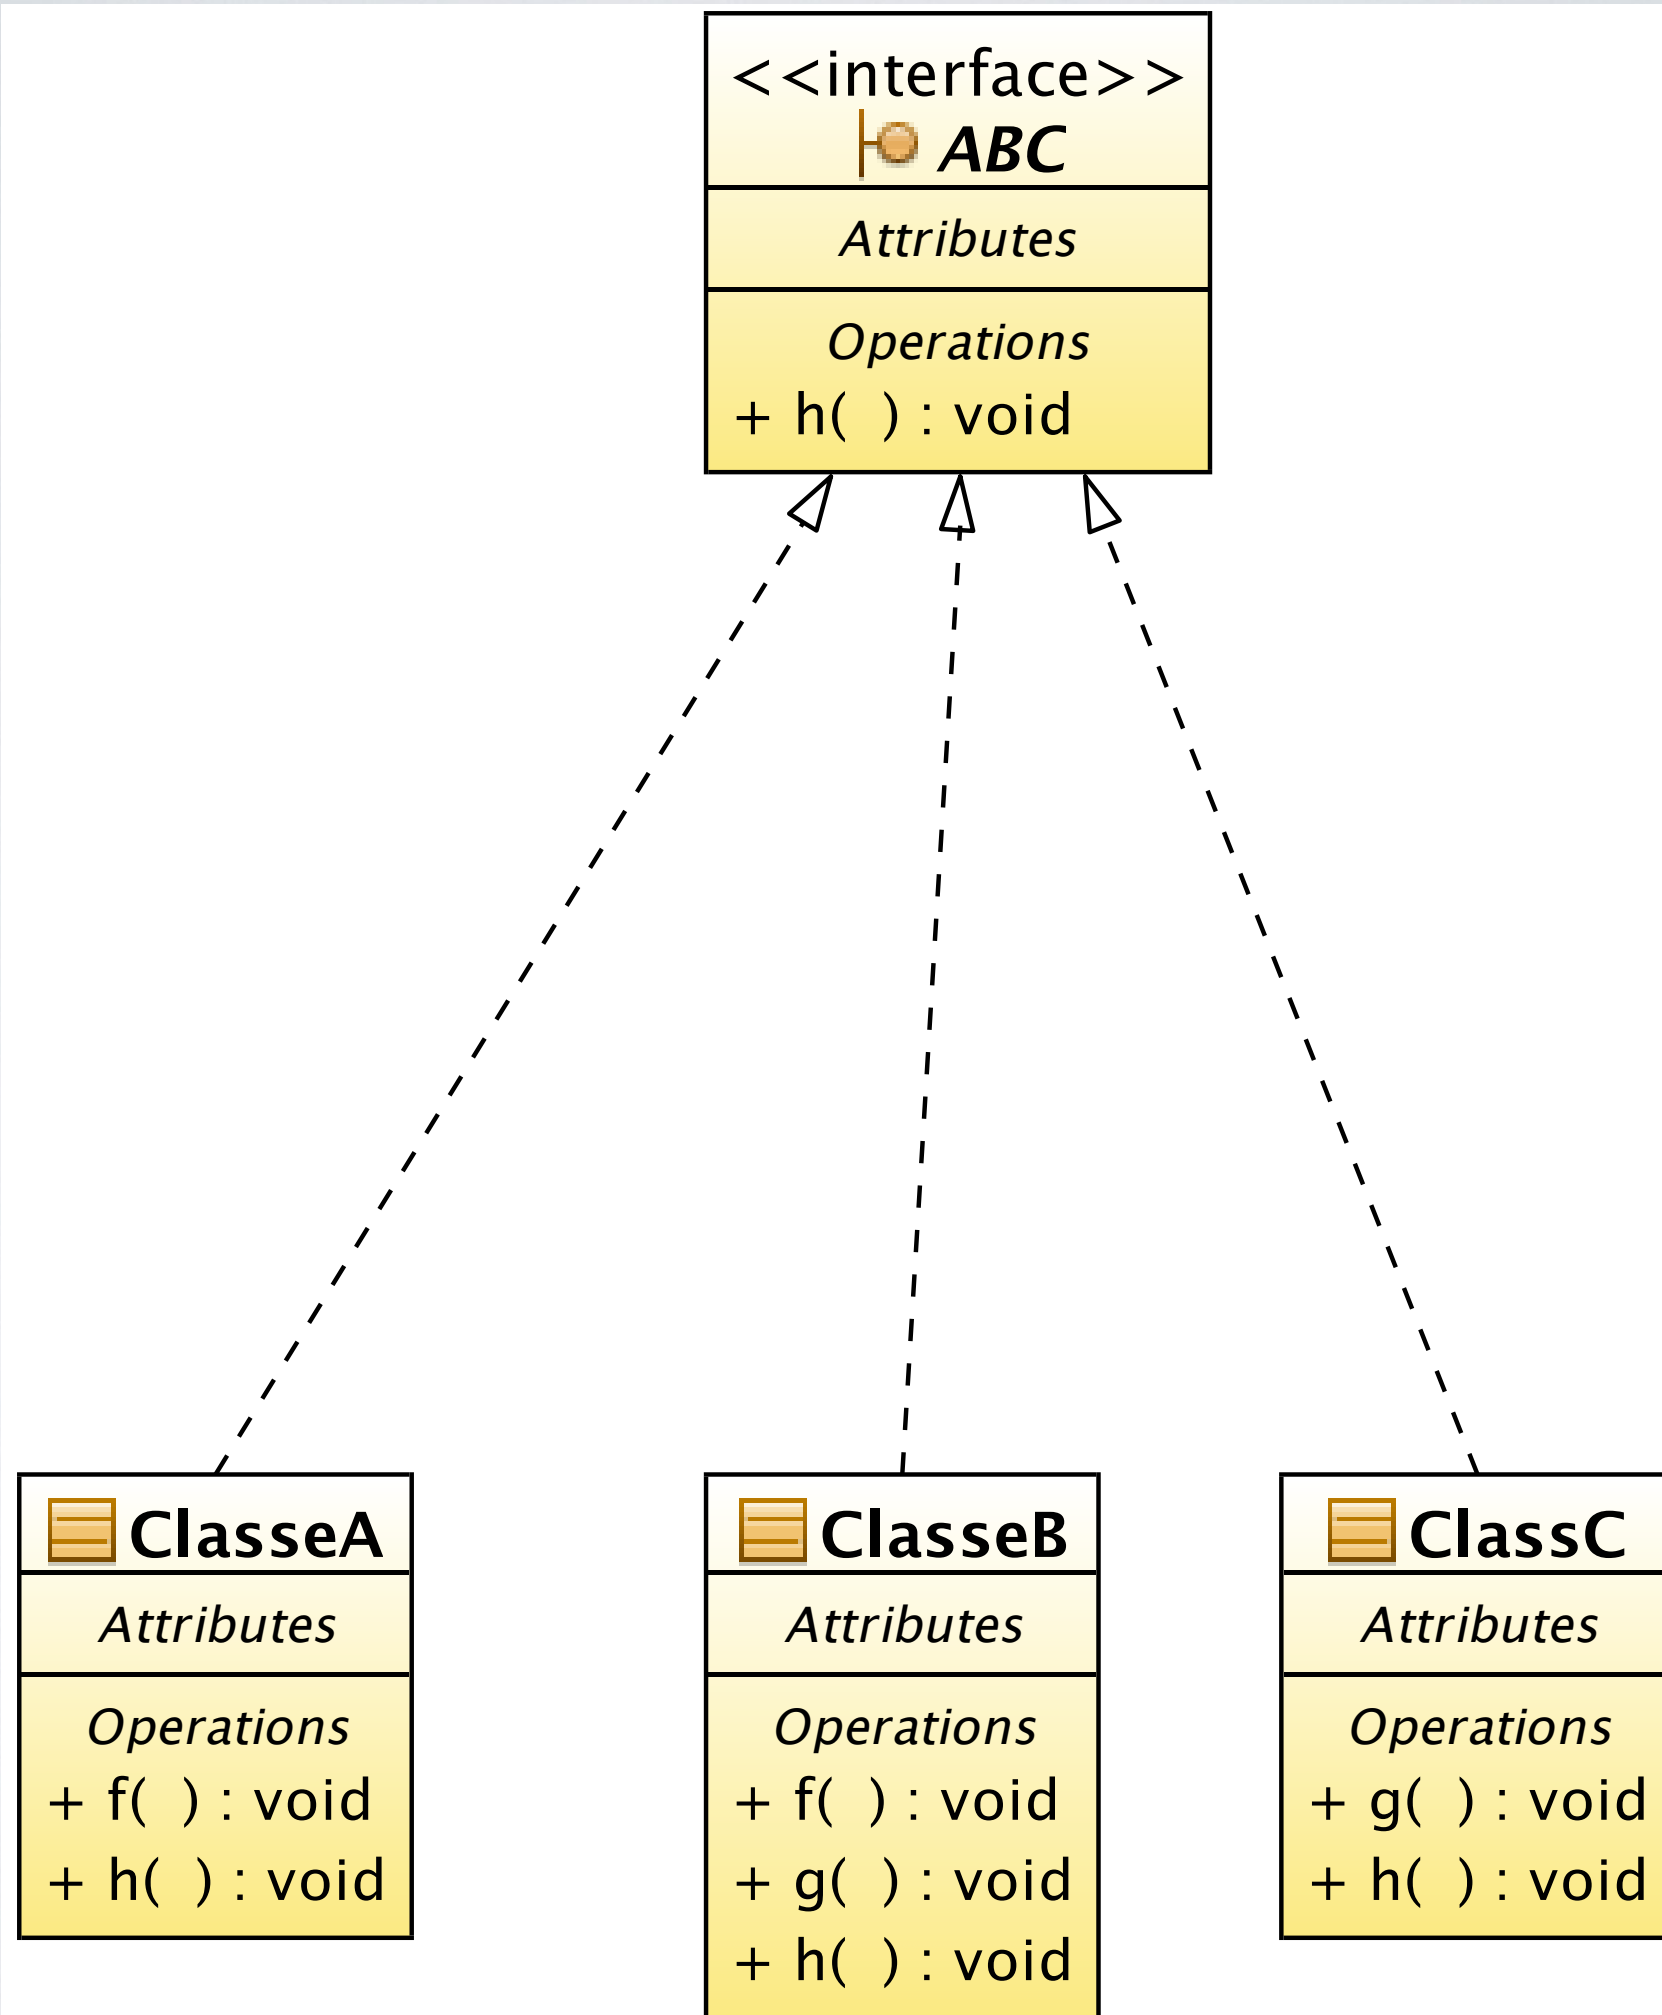 <<interface>>
ABC
Attributes
Operations
+ h( ) : void
ClasseA
Attributes
Operations
+ f( ) : void
+ h( ) : void
ClasseB
Attributes
Operations
+ f( ) : void
+ g( ) : void
+ h( ) : void
ClassC
Attributes
Operations
+ g( ) : void
+ h( ) : void